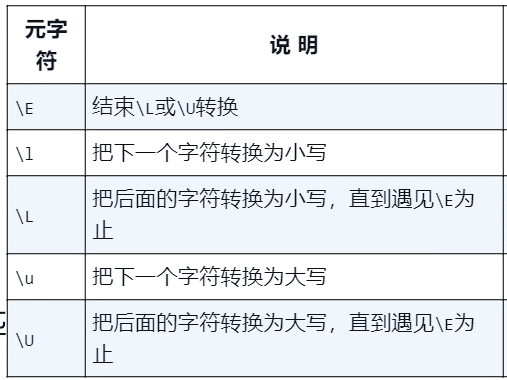 元字
符
说 明
\E
结束\L或\U转换
\l
把下一个字符转换为小写
\L
把后面的字符转换为小写，直到遇见\E为
止
\u
把下一个字符转换为大写
\U
把后面的字符转换为大写，直到遇见\E为
止